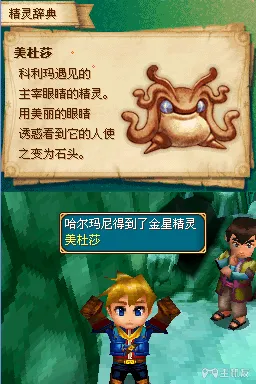 精灵辞典
美杜莎
科利玛遇见的
主宰眼睛的精灵。
用美丽的眼睛
诱惑看到它的人使
之变为石头。
哈尔玛尼得到了金星精灵
美杜莎